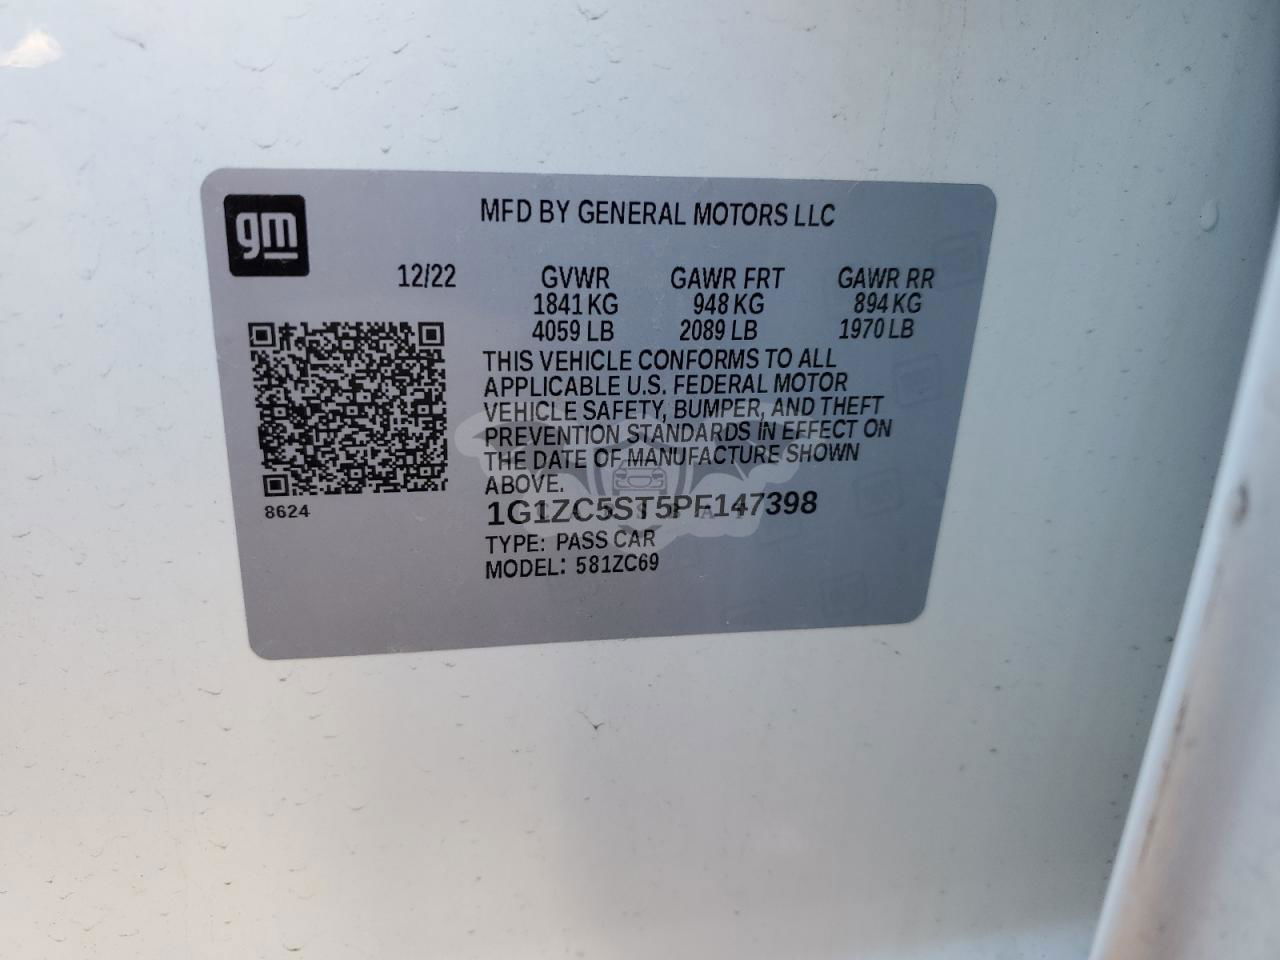 gm
MFD BY GENERAL MOTORS LLC
12/22 GVWR GAWR FRT GAWR RR
1841 KG 948 KG 894 KG
4059 LB 2089 LB 1970 LB
THIS VEHICLE CONFORMS TO ALL
APPLICABLE U.S. FEDERAL MOTOR
VEHICLE SAFETY, BUMPER, AND THEFT
PREVENTION STANDARDS IN EFFECT ON
THE DATE OF MANUFACTURE SHOWN
ABOVE.
8624
1G1ZC5ST5PF147398
TYPE: PASS CAR
MODEL: 581ZC69